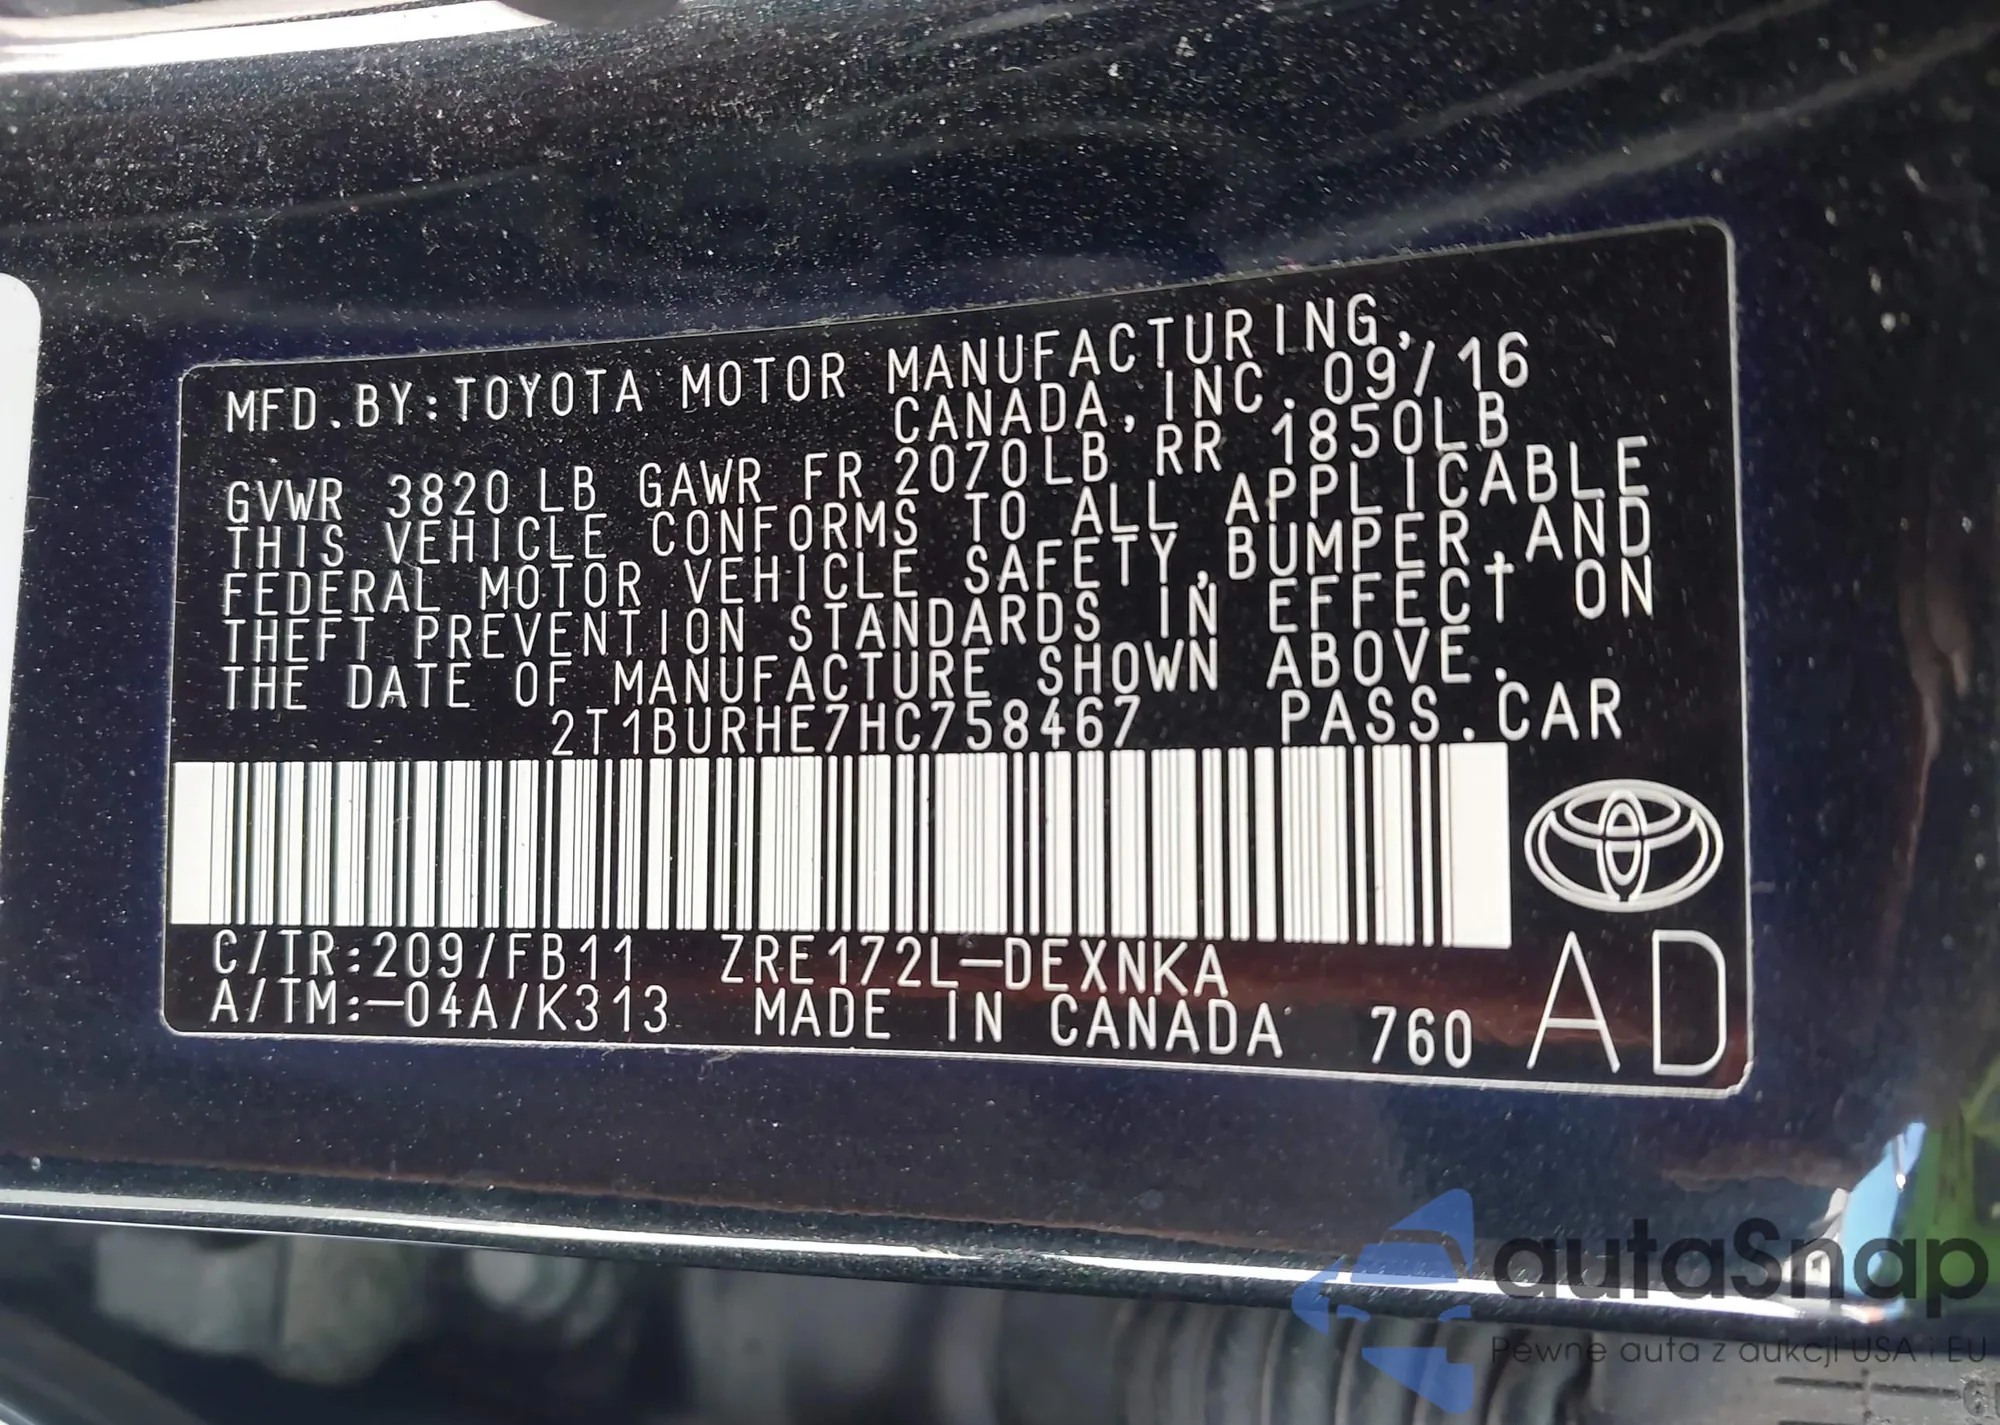 MFD.BY:TOYOTA MOTOR MANUFACTURING,
CANADA,INC. 09/16
GVWR 3820LB GAWR FR 2070LB RR 1850LB
THIS VEHICLE CONFORMS TO ALL APPLICABLE
FEDERAL MOTOR VEHICLE SAFETY,BUMPER,AND
THEFT PREVENTION STANDARDS IN EFFECT ON
THE DATE OF MANUFACTURE SHOWN ABOVE.
2T1BURHE7HC758467 PASS.CAR
C/TR:209/FB11 ZRE172L-DEXNKA
A/TM:-04A/K313 MADE IN CANADA 760
AD
autaSnap
Pewne auta z aukcji USA i EU